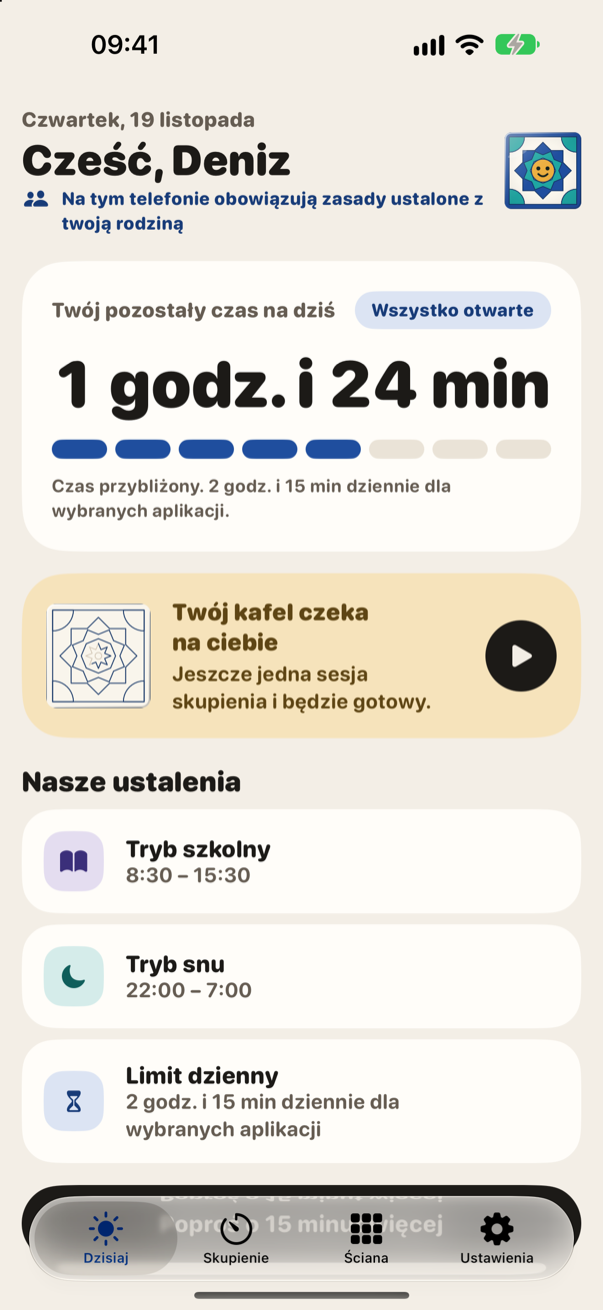 09:41
Czwartek, 19 listopada
Cześć, Deniz
Na tym telefonie obowiązują zasady ustalone z
twoją rodziną
Twój pozostały czas na dziś
Wszystko otwarte
1 godz. i 24 min
Czas przybliżony. 2 godz. i 15 min dziennie dla
wybranych aplikacji.
Twój kafel czeka
na ciebie
Jeszcze jedna sesja
skupienia i będzie gotowy.
Nasze ustalenia
Tryb szkolny
8:30 – 15:30
Tryb snu
22:00 – 7:00
Limit dzienny
2 godz. i 15 min dziennie dla
wybranych aplikacji
15 minut więcej
Dzisiaj
Skupienie
Ściana
Ustawienia